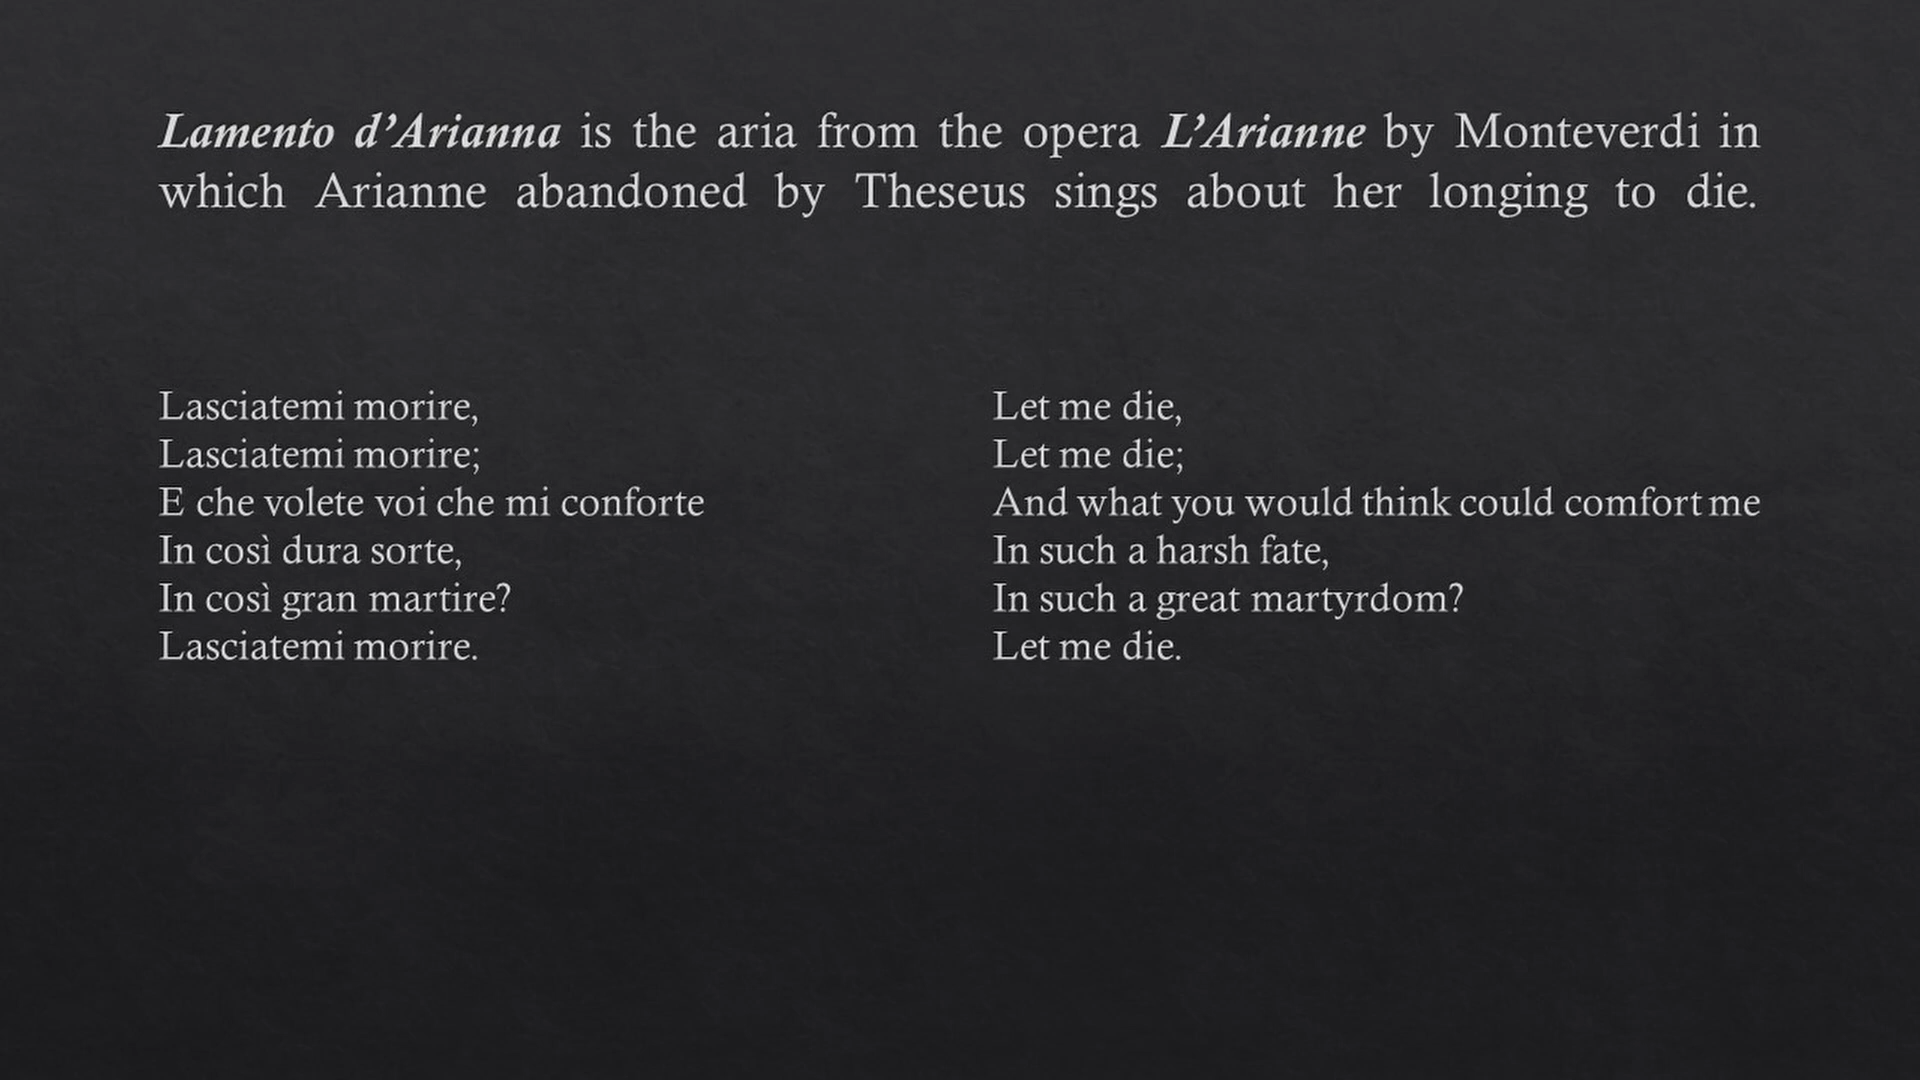 Lamento d’Arianna is the aria from the opera L’Arianne by Monteverdi in
which Arianne abandoned by Theseus sings about her longing to die.
Lasciatemi morire,
Lasciatemi morire;
E che volete voi che mi conforte
In così dura sorte,
In così gran martire?
Lasciatemi morire.
Let me die,
Let me die;
And what you would think could comfort me
In such a harsh fate,
In such a great martyrdom?
Let me die.